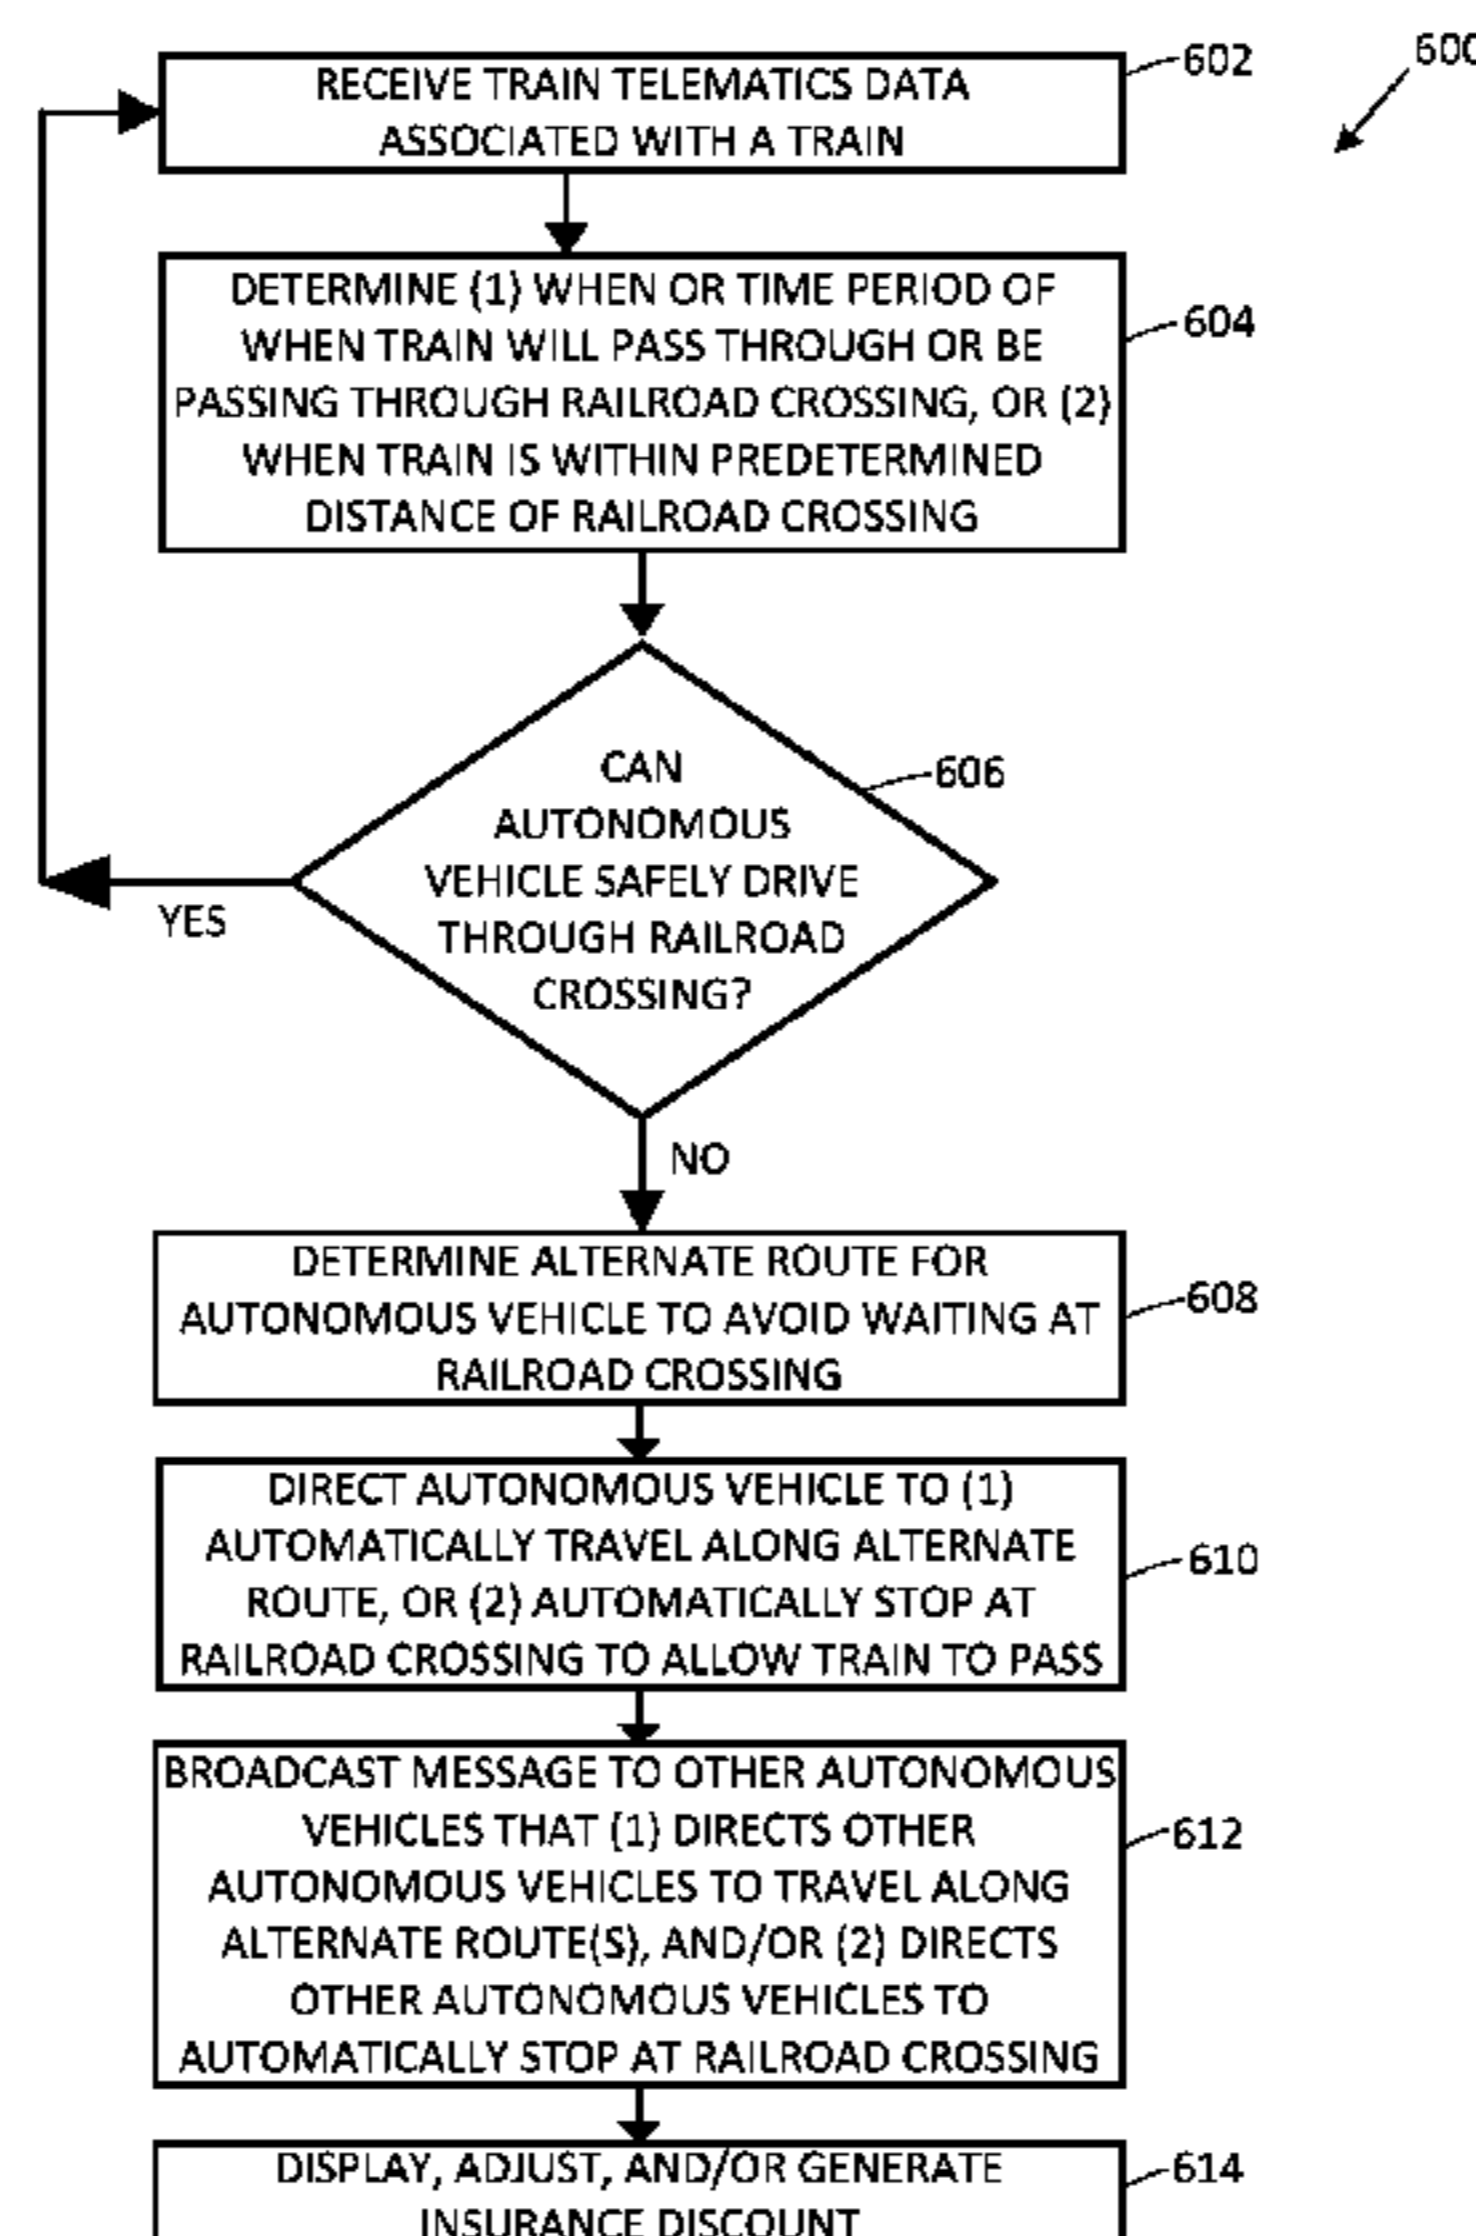 600
RECEIVE TRAIN TELEMATICS DATA
ASSOCIATED WITH A TRAIN
602
DETERMINE (1) WHEN OR TIME PERIOD OF
WHEN TRAIN WILL PASS THROUGH OR BE
PASSING THROUGH RAILROAD CROSSING, OR (2)
WHEN TRAIN IS WITHIN PREDETERMINED
DISTANCE OF RAILROAD CROSSING
604
CAN
AUTONOMOUS
VEHICLE SAFELY DRIVE
THROUGH RAILROAD
CROSSING?
606
YES
NO
DETERMINE ALTERNATE ROUTE FOR
AUTONOMOUS VEHICLE TO AVOID WAITING AT
RAILROAD CROSSING
608
DIRECT AUTONOMOUS VEHICLE TO (1)
AUTOMATICALLY TRAVEL ALONG ALTERNATE
ROUTE, OR (2) AUTOMATICALLY STOP AT
RAILROAD CROSSING TO ALLOW TRAIN TO PASS
610
BROADCAST MESSAGE TO OTHER AUTONOMOUS
VEHICLES THAT (1) DIRECTS OTHER
AUTONOMOUS VEHICLES TO TRAVEL ALONG
ALTERNATE ROUTE(S), AND/OR (2) DIRECTS
OTHER AUTONOMOUS VEHICLES TO
AUTOMATICALLY STOP AT RAILROAD CROSSING
612
DISPLAY, ADJUST, AND/OR GENERATE
INSURANCE DISCOUNT
614